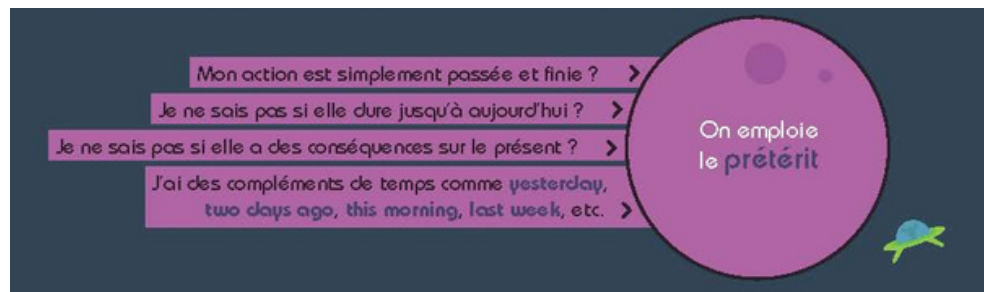 Mon action est simplement passée et finie ?
Je ne sais pas si elle dure jusqu'à aujourd'hui ?
Je ne sais pas si elle a des conséquences sur le présent ?
J'ai des compléments de temps comme yesterday,
two days ago, this morning, last week, etc.
On emploie
le prétérit